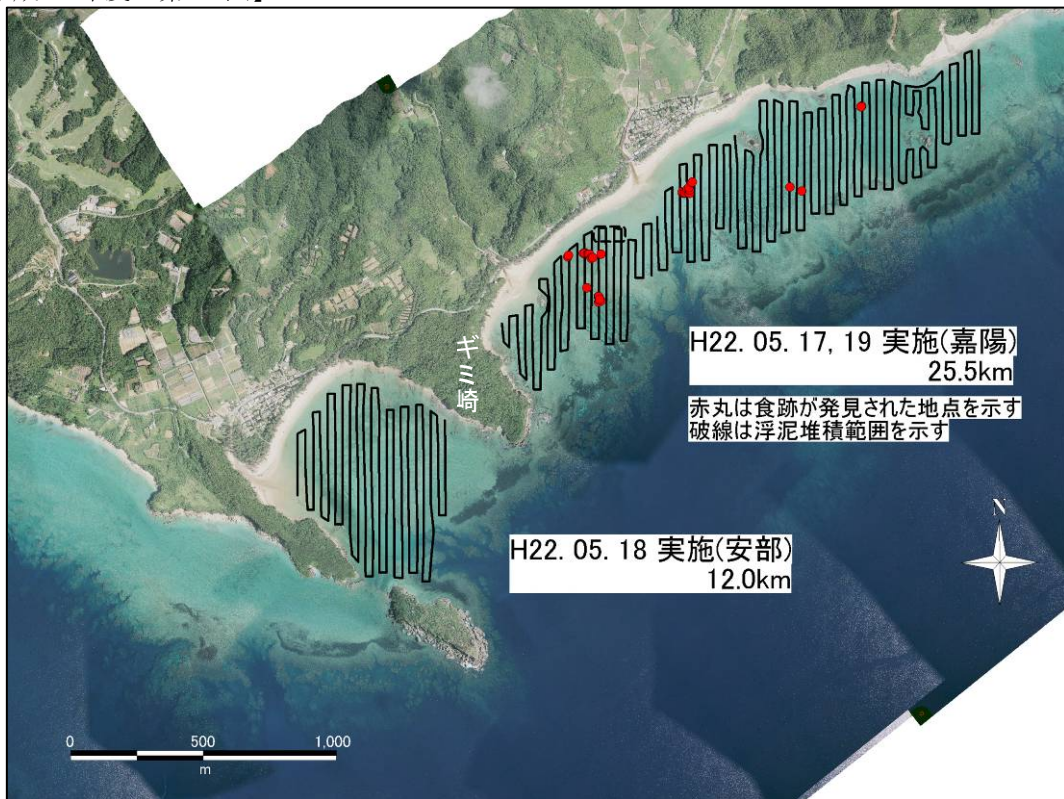 ギミ崎
H22.05.17,19 実施(嘉陽)
25.5km
赤丸は食跡が発見された地点を示す
破線は浮泥堆積範囲を示す
H22.05.18 実施(安部)
12.0km
N
0 500 1,000
m